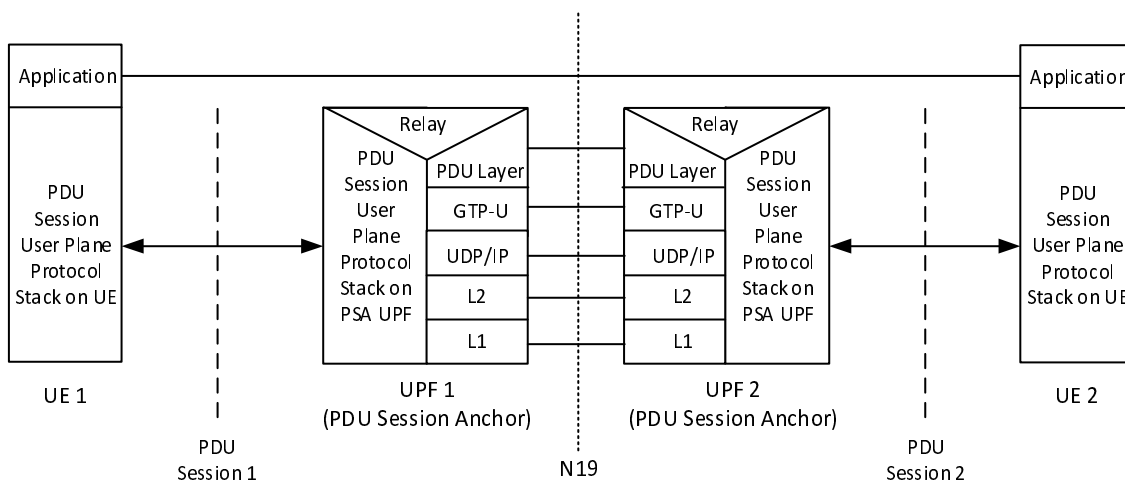 Application
PDU
Session
User Plane
Protocol
Stack on UE
UE 1
PDU
Session 1
Relay
PDU
Session
User
Plane
Protocol
Stack on
PSA UPF
PDU Layer
GTP-U
UDP/IP
L2
L1
UPF 1
(PDU Session Anchor)
N19
Relay
PDU Layer
GTP-U
UDP/IP
L2
L1
PDU
Session
User
Plane
Protocol
Stack on
PSA UPF
UPF 2
(PDU Session Anchor)
PDU
Session 2
Application
PDU
Session
User Plane
Protocol
Stack on UE
UE 2